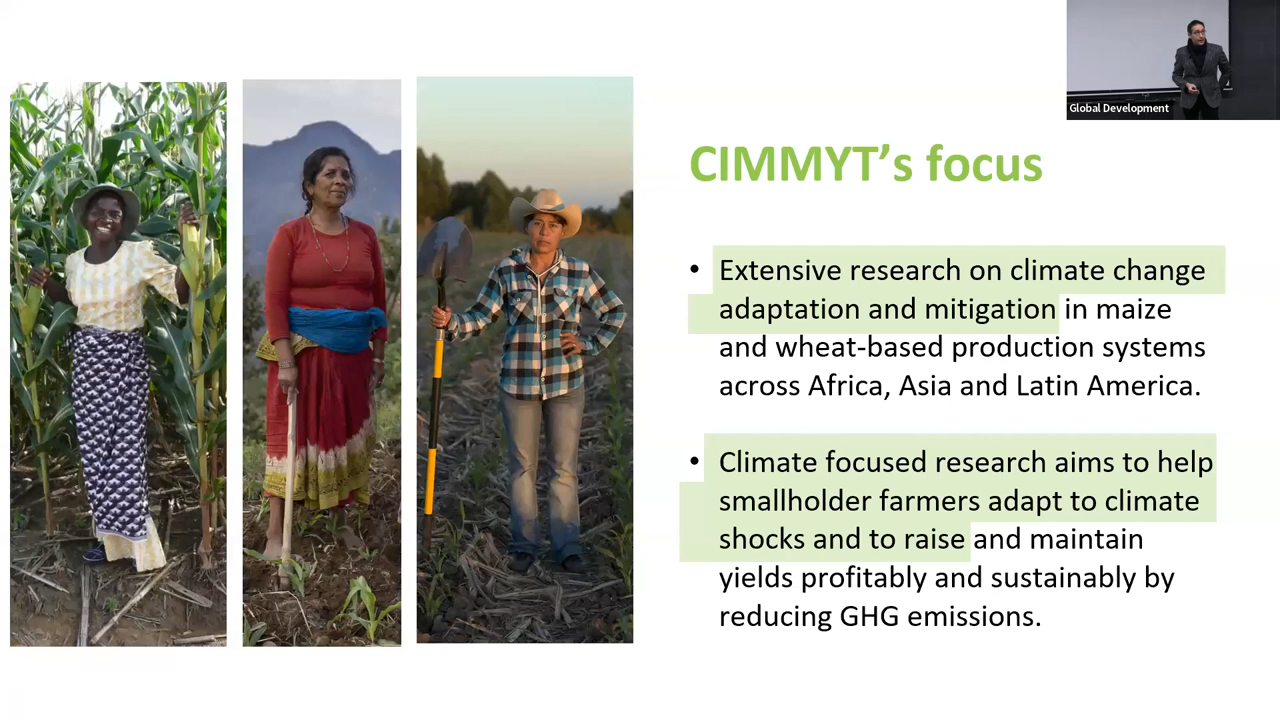 Global Development
CIMMYT's focus
• Extensive research on climate change
adaptation and mitigation in maize
and wheat-based production systems
across Africa, Asia and Latin America.
• Climate focused research aims to help
smallholder farmers adapt to climate
shocks and to raise and maintain
yields profitably and sustainably by
reducing GHG emissions.